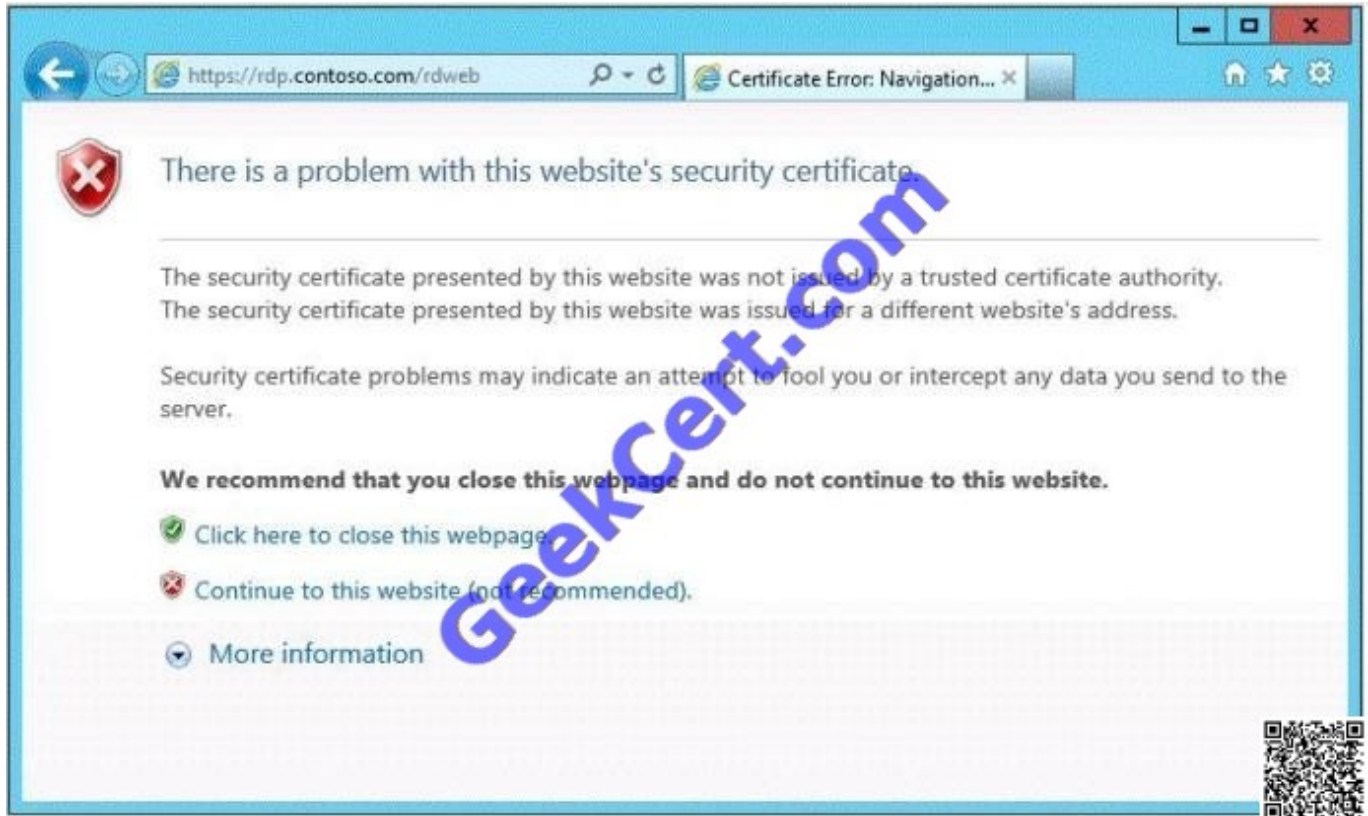 https://rdp.contoso.com/rdweb
Certificate Error: Navigation...
There is a problem with this website's security certificate.
The security certificate presented by this website was not issued by a trusted certificate authority.
The security certificate presented by this website was issued for a different website's address.
Security certificate problems may indicate an attempt to fool you or intercept any data you send to the
server.
We recommend that you close this webpage and do not continue to this website.
Click here to close this webpage.
Continue to this website (not recommended).
More information
GeekCert.com